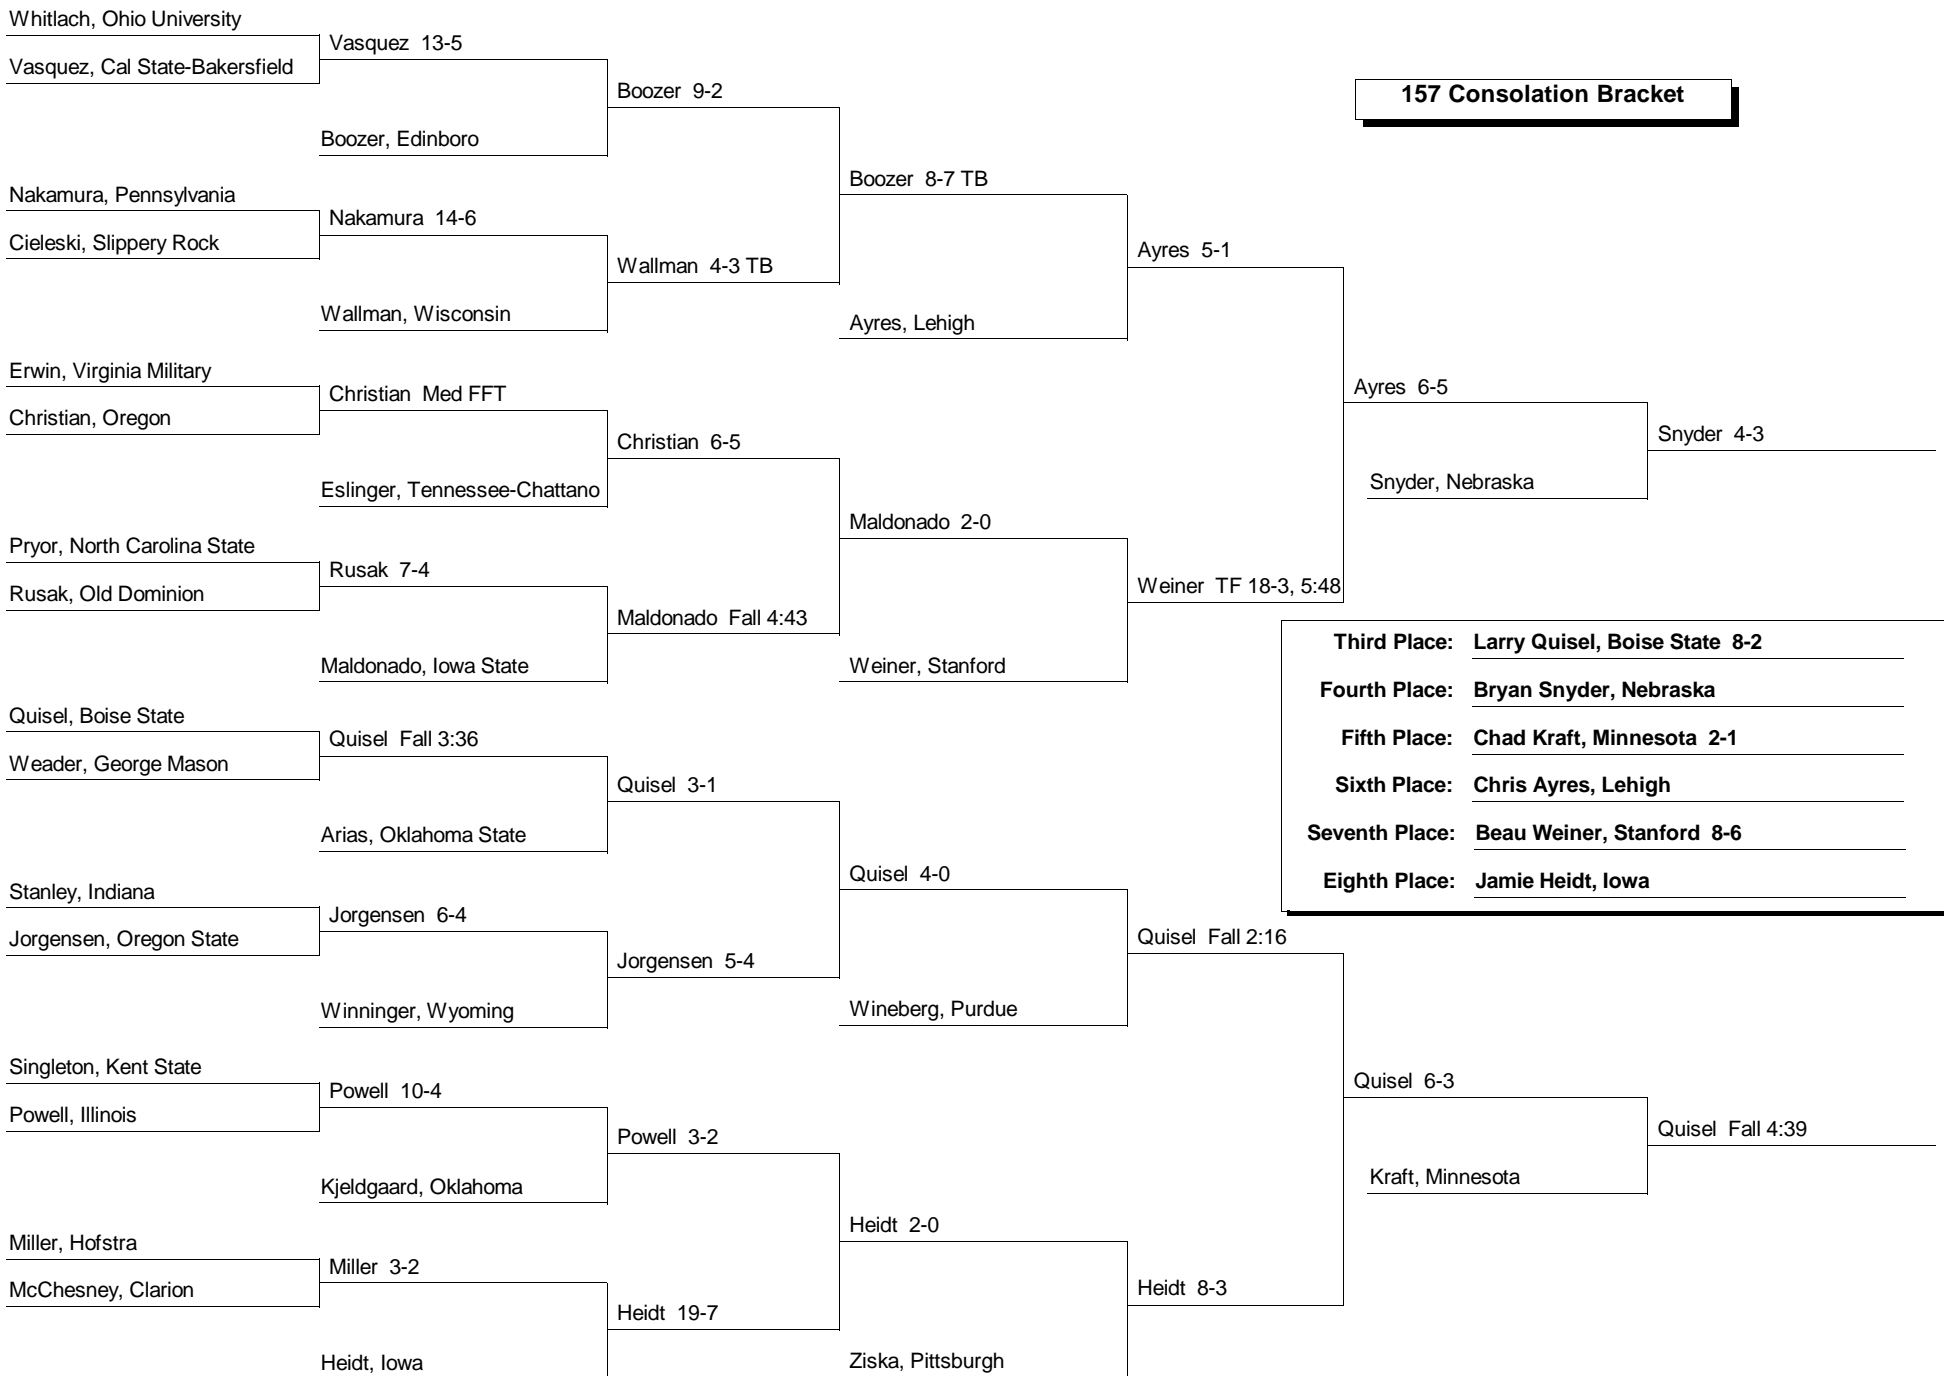 Whitlach, Ohio University
Vasquez, Cal State-Bakersfield
Nakamura, Pennsylvania
Cieleski, Slippery Rock
Erwin, Virginia Military
Christian, Oregon
Pryor, North Carolina State
Rusak, Old Dominion
Quisel, Boise State
Weader, George Mason
Stanley, Indiana
Jorgensen, Oregon State
Singleton, Kent State
Powell, Illinois
Miller, Hofstra
McChesney, Clarion
Vasquez 13-5
Boozer, Edinboro
Nakamura 14-6
Wallman, Wisconsin
Christian Med FFT
Eslinger, Tennessee-Chattano
Rusak 7-4
Maldonado, Iowa State
Quisel Fall 3:36
Arias, Oklahoma State
Jorgensen 6-4
Winninger, Wyoming
Powell 10-4
Kjeldgaard, Oklahoma
Miller 3-2
Heidt, Iowa
Boozer 9-2
Wallman 4-3 TB
Christian 6-5
Maldonado Fall 4:43
Quisel 3-1
Jorgensen 5-4
Powell 3-2
Heidt 19-7
Boozer 8-7 TB
Ayres, Lehigh
Maldonado 2-0
Weiner, Stanford
Quisel 4-0
Wineberg, Purdue
Heidt 2-0
Ziska, Pittsburgh
Ayres 5-1
Weiner TF 18-3, 5:48
Quisel Fall 2:16
Heidt 8-3
157 Consolation Bracket
Ayres 6-5
Snyder, Nebraska
Snyder 4-3
Third Place: Larry Quisel, Boise State 8-2
Fourth Place: Bryan Snyder, Nebraska
Fifth Place: Chad Kraft, Minnesota 2-1
Sixth Place: Chris Ayres, Lehigh
Seventh Place: Beau Weiner, Stanford 8-6
Eighth Place: Jamie Heidt, Iowa
Quisel 6-3
Kraft, Minnesota
Quisel Fall 4:39